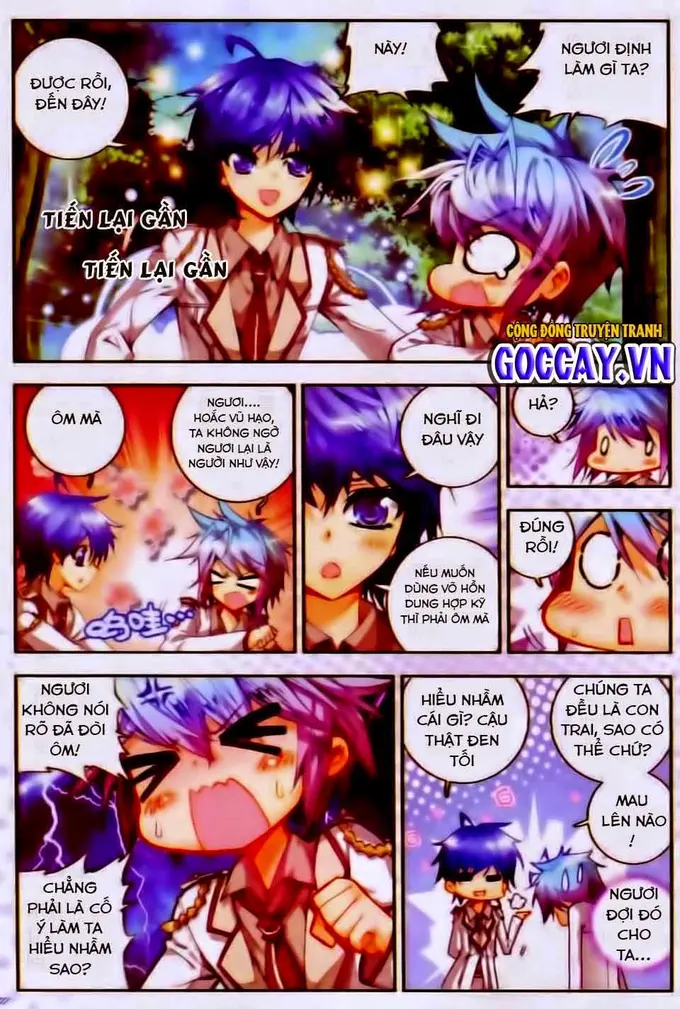 ĐƯỢC RỒI,
ĐẾN ĐÂY!
NÀY!
NGƯƠI ĐỊNH
LÀM GÌ TA?
TIẾN LẠI GẦN
TIẾN LẠI GẦN
CỘNG ĐỒNG TRUYỆN TRANH
GOCCAY.VN
ÔM MÀ
NGƯƠI....
HOẮC VŨ HẠO,
TA KHÔNG NGỜ
NGƯƠI LẠI LÀ
NGƯỜI NHƯ VẬY!
呜哇...
NGHĨ ĐI
ĐÂU VẬY
NẾU MUỐN
DÙNG VÕ HỒN
DUNG HỢP KỸ
THÌ PHẢI ÔM MÀ
HẢ?
ĐÚNG
RỒI!
NGƯƠI
KHÔNG NÓI
RÕ ĐÃ ĐÒI
ÔM!
CHẲNG
PHẢI LÀ CỐ
Ý LÀM TA
HIỂU NHẦM
SAO?
HIỂU NHẦM
CÁI GÌ? CẬU
THẬT ĐEN
TỐI
CHÚNG TA
ĐỀU LÀ CON
TRAI, SAO CÓ
THỂ CHỨ?
MAU
LÊN NÀO
!
NGƯƠI
ĐỢI ĐÓ
CHO
TA...